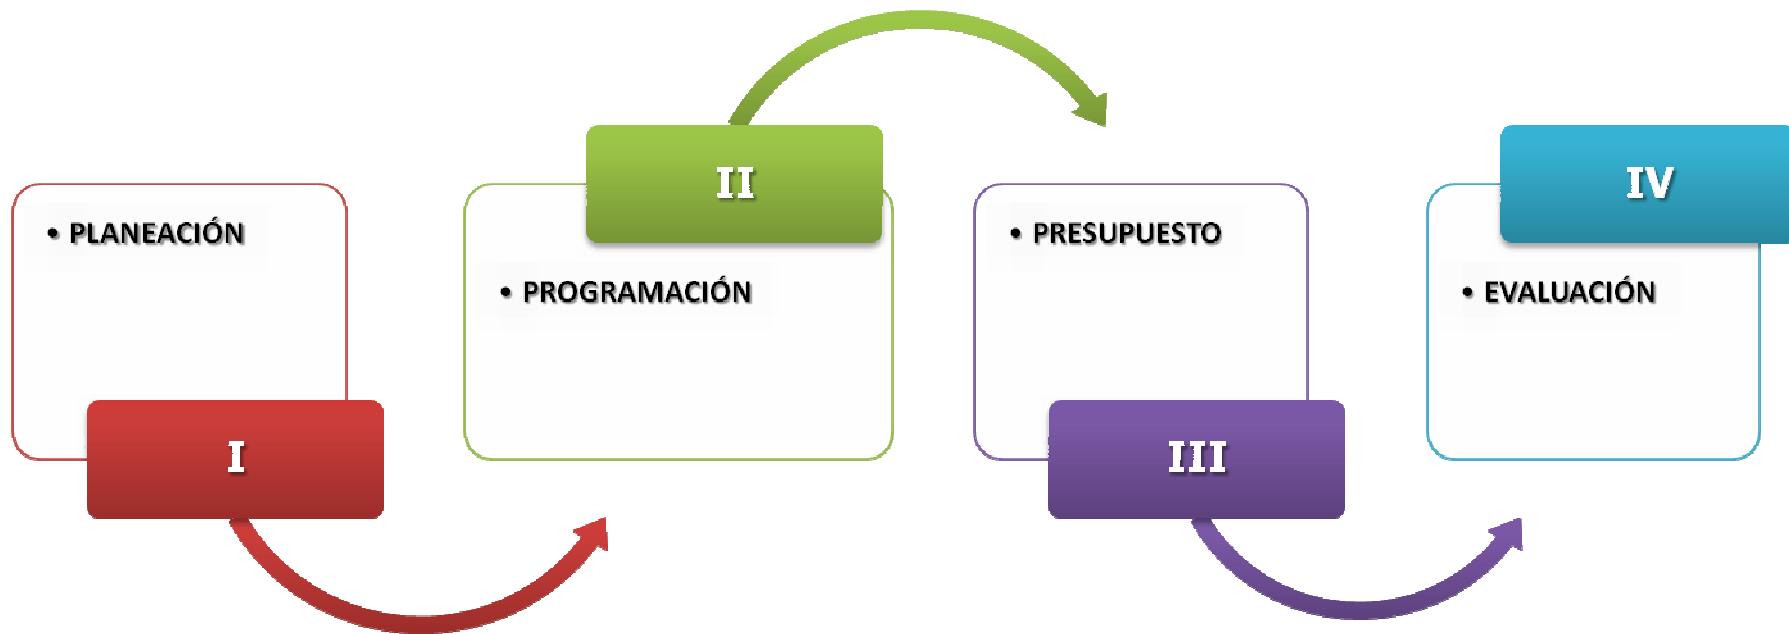 • PLANEACIÓN
I
II
• PROGRAMACIÓN
• PRESUPUESTO
III
IV
• EVALUACIÓN